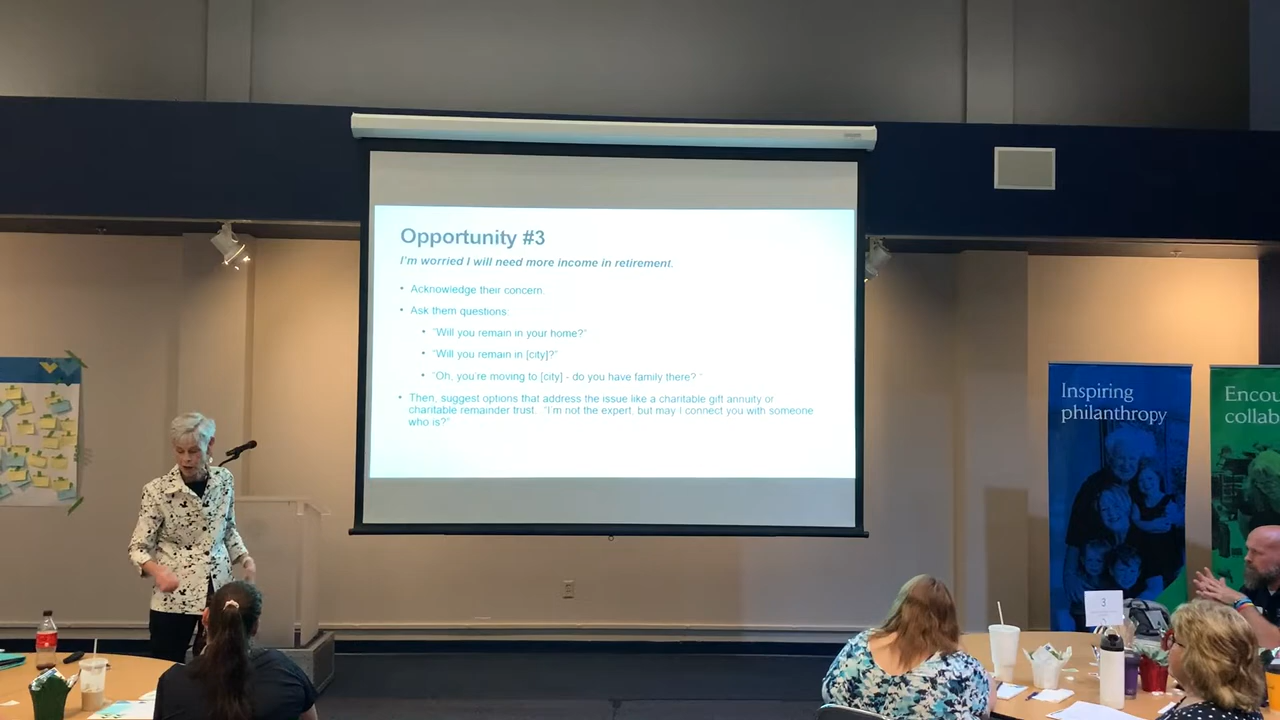 Opportunity #3
I'm worried I will need more income in retirement.
• Acknowledge their concern.
• Ask them questions:
• "Will you remain in your home?"
• "Will you remain in [city]?"
• "Oh, you're moving to [city] - do you have family there? "
• Then, suggest options that address the issue like a charitable gift annuity or
charitable remainder trust. "I'm not the expert, but may I connect you with someone
who is?"
Inspiring
philanthropy
3